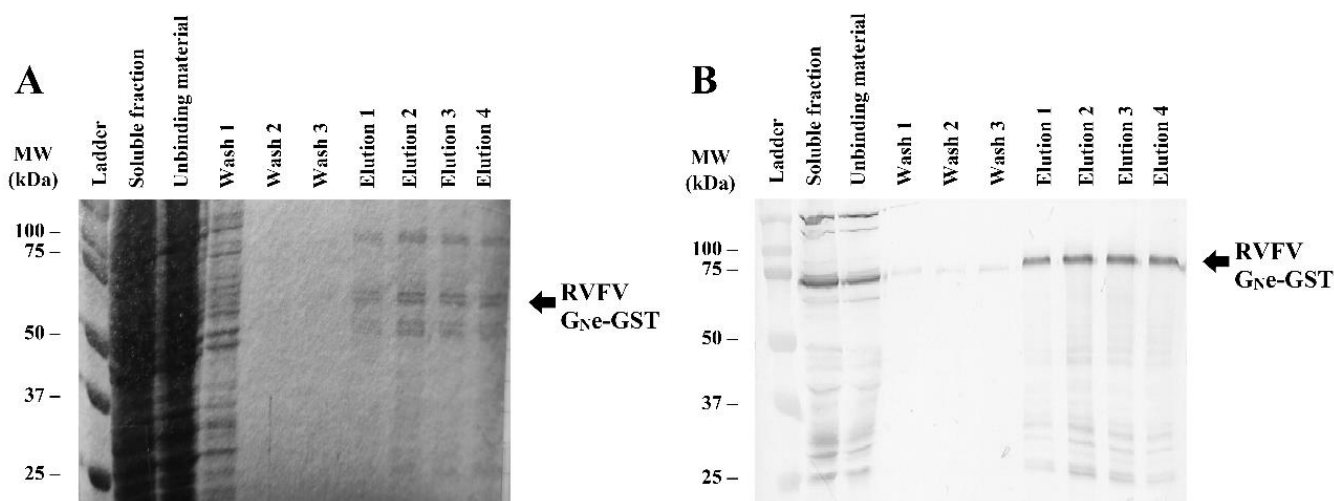 A
MW
(kDa)
Ladder
Soluble fraction
Unbinding material
Wash 1
Wash 2
Wash 3
Elution 1
Elution 2
Elution 3
Elution 4
100 –
75 –
50 –
37 –
25 –
RVFV
GNe-GST
B
MW
(kDa)
Ladder
Soluble fraction
Unbinding material
Wash 1
Wash 2
Wash 3
Elution 1
Elution 2
Elution 3
Elution 4
100 –
75 –
50 –
37 –
25 –
RVFV
GNe-GST